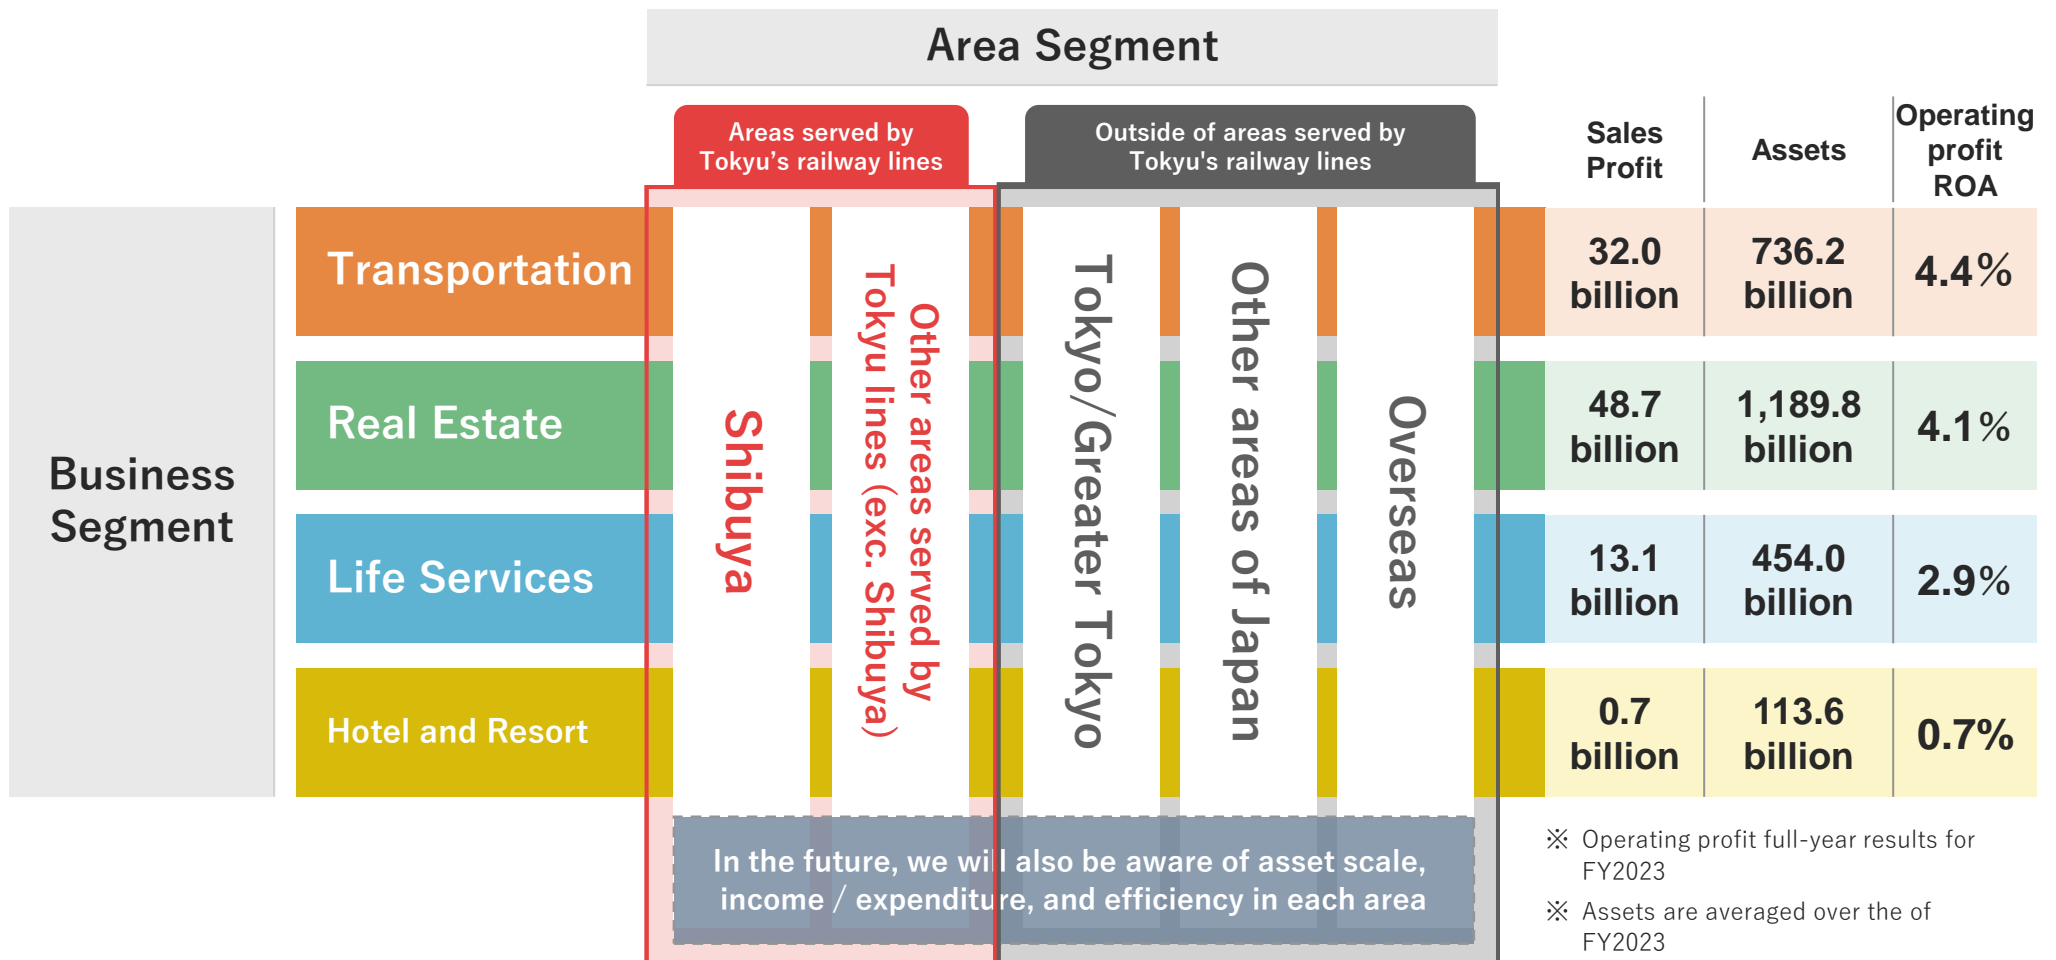 Area Segment
Areas served by
Tokyu’s railway lines
Outside of areas served by
Tokyu's railway lines
Sales
Profit
Assets
Operating
profit
ROA
Business
Segment
Transportation
Real Estate
Life Services
Hotel and Resort
Shibuya
Other areas served by
Tokyu lines (exc. Shibuya)
Tokyo/Greater Tokyo
Other areas of Japan
Overseas
32.0
billion
736.2
billion
4.4%
48.7
billion
1,189.8
billion
4.1%
13.1
billion
454.0
billion
2.9%
0.7
billion
113.6
billion
0.7%
In the future, we will also be aware of asset scale,
income / expenditure, and efficiency in each area
※ Operating profit full-year results for
FY2023
※ Assets are averaged over the of
FY2023